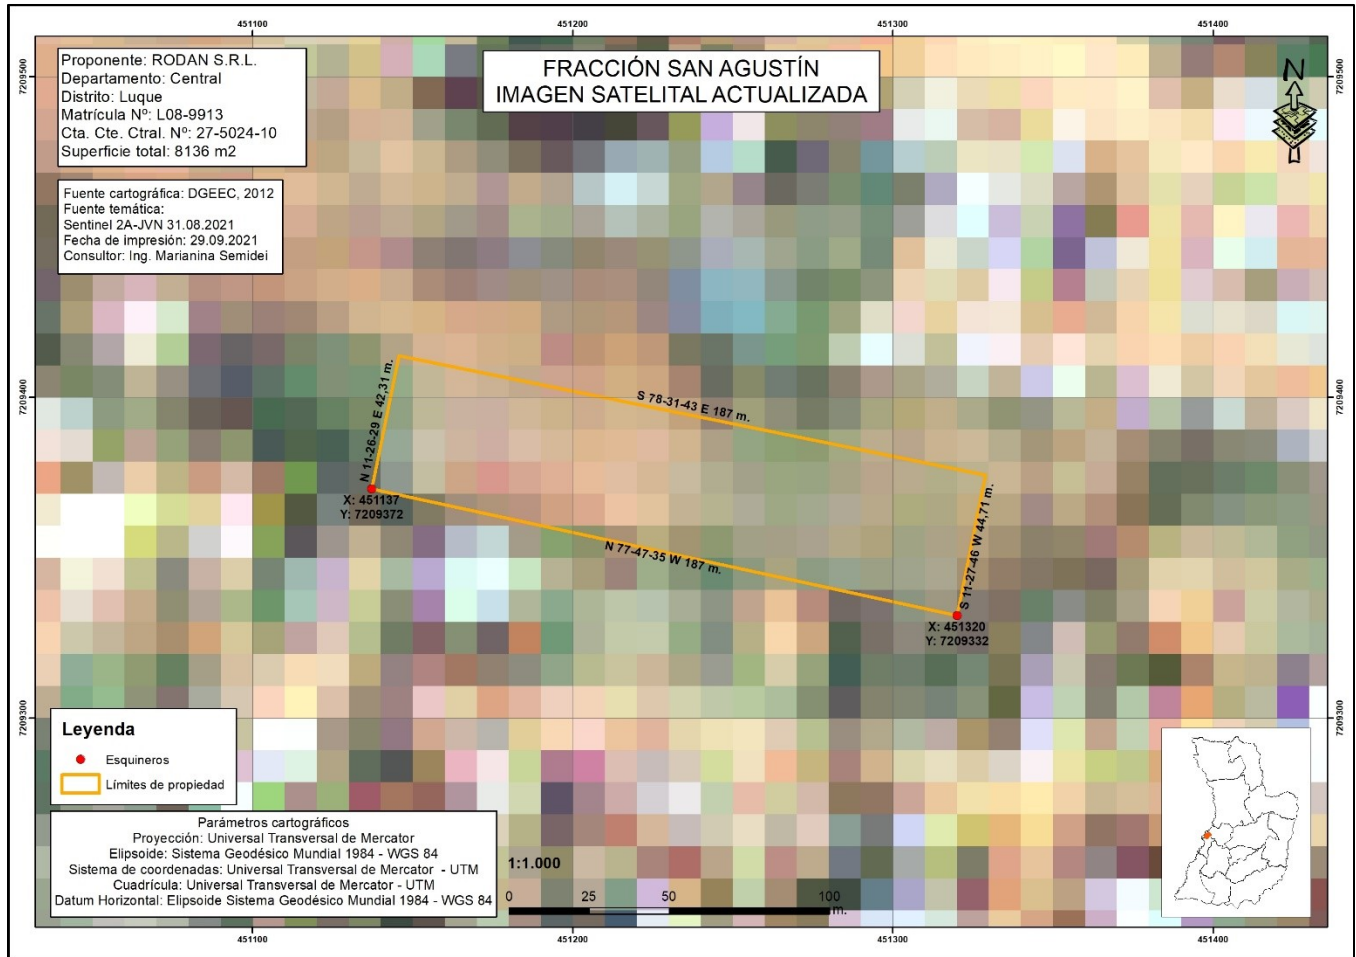 451100
451200
451300
451400
7209500
7209500
Proponente: RODAN S.R.L.
Departamento: Central
Distrito: Luque
Matrícula Nº: L08-9913
Cta. Cte. Ctral. Nº: 27-5024-10
Superficie total: 8136 m2
FRACCIÓN SAN AGUSTÍN
IMAGEN SATELITAL ACTUALIZADA
N
Fuente cartográfica: DGEEC, 2012
Fuente temática:
Sentinel 2A-JVN 31.08.2021
Fecha de impresión: 29.09.2021
Consultor: Ing. Marianina Semidei
7209400
7209400
N 11-26-29 E 42,31 m.
S 78-31-43 E 187 m.
X: 451137
Y: 7209372
N 77-47-35 W 187 m.
S 11-27-46 W 44,71 m.
X: 451320
Y: 7209332
7209300
7209300
Leyenda
Esquineros
Límites de propiedad
Parámetros cartográficos
Proyección: Universal Transversal de Mercator
Elipsoide: Sistema Geodésico Mundial 1984 - WGS 84
Sistema de coordenadas: Universal Transversal de Mercator - UTM
Cuadrícula: Universal Transversal de Mercator - UTM
Datum Horizontal: Elipsoide Sistema Geodésico Mundial 1984 - WGS 84
1:1.000
0 25 50 100
m.
451100
451200
451300
451400